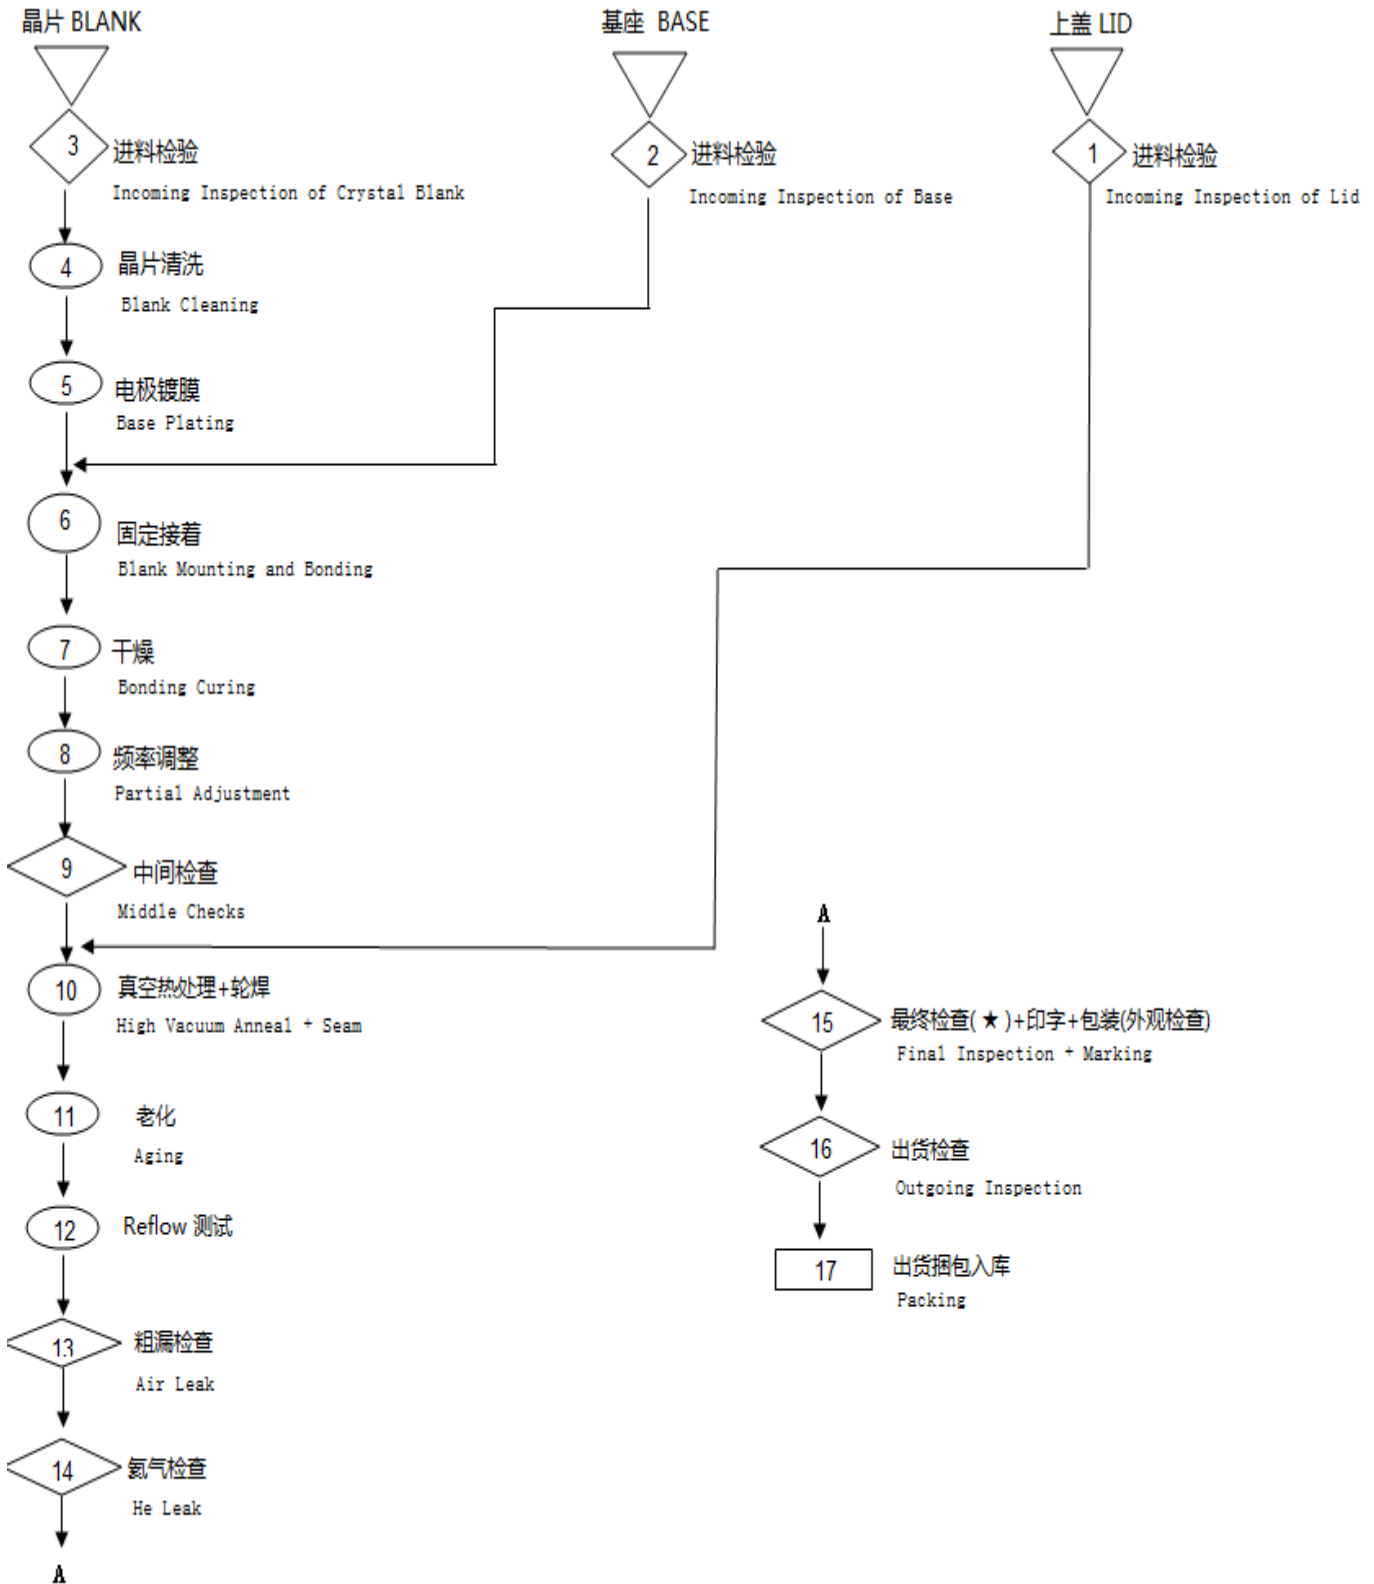 晶片 BLANK
基座 BASE
上盖 LID
3
进料检验
Incoming Inspection of Crystal Blank
2
进料检验
Incoming Inspection of Base
1
进料检验
Incoming Inspection of Lid
4
晶片清洗
Blank Cleaning
5
电极镀膜
Base Plating
6
固定接着
Blank Mounting and Bonding
7
干燥
Bonding Curing
8
频率调整
Partial Adjustment
9
中间检查
Middle Checks
10
真空热处理+轮焊
High Vacuum Anneal + Seam
11
老化
Aging
12
Reflow 测试
13
粗漏检查
Air Leak
14
氦气检查
He Leak
A
A
15
最终检查(★)+印字+包装(外观检查)
Final Inspection + Marking
16
出货检查
Outgoing Inspection
17
出货捆包入库
Packing